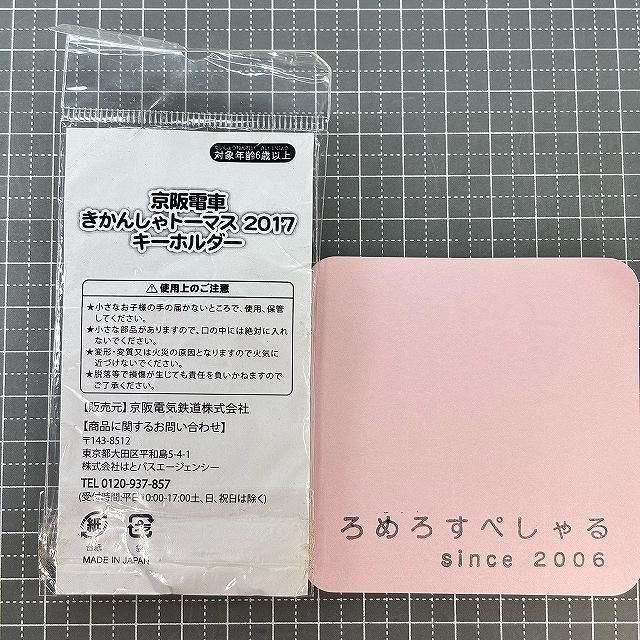 対象年齢6歳以上
京阪電車
きかんしゃトーマス 2017
キーホルダー
使用上のご注意
★小さなお子様の手の届かないところで、使用、保管
してください。
★小さな部品がありますので、口の中には絶対に入れ
ないでください。
★変形・変質又は火災の原因となりますので火気に
近づけないでください。
★脱落等で損傷が生じても責任を負いかねますので
ご了承ください。
【販売元】京阪電気鉄道株式会社
【商品に関するお問い合わせ】
〒143-8512
東京都大田区平和島5-4-1
株式会社はとバスエージェンシー
TEL 0120-937-857
(受付時間:平日10:00-17:00土、日、祝日は除く)
紙
台紙
MADE IN JAPAN
ろめろすぺしゃる
since 2006